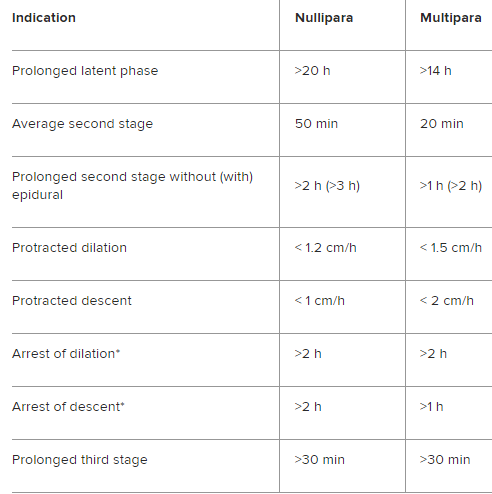 Indication Nullipara Multipara
Prolonged latent phase >20 h >14 h
Average second stage 50 min 20 min
Prolonged second stage without (with)
epidural >2 h (>3 h) >1 h (>2 h)
Protracted dilation < 1.2 cm/h < 1.5 cm/h
Protracted descent < 1 cm/h < 2 cm/h
Arrest of dilation* >2 h >2 h
Arrest of descent* >2 h >1 h
Prolonged third stage >30 min >30 min